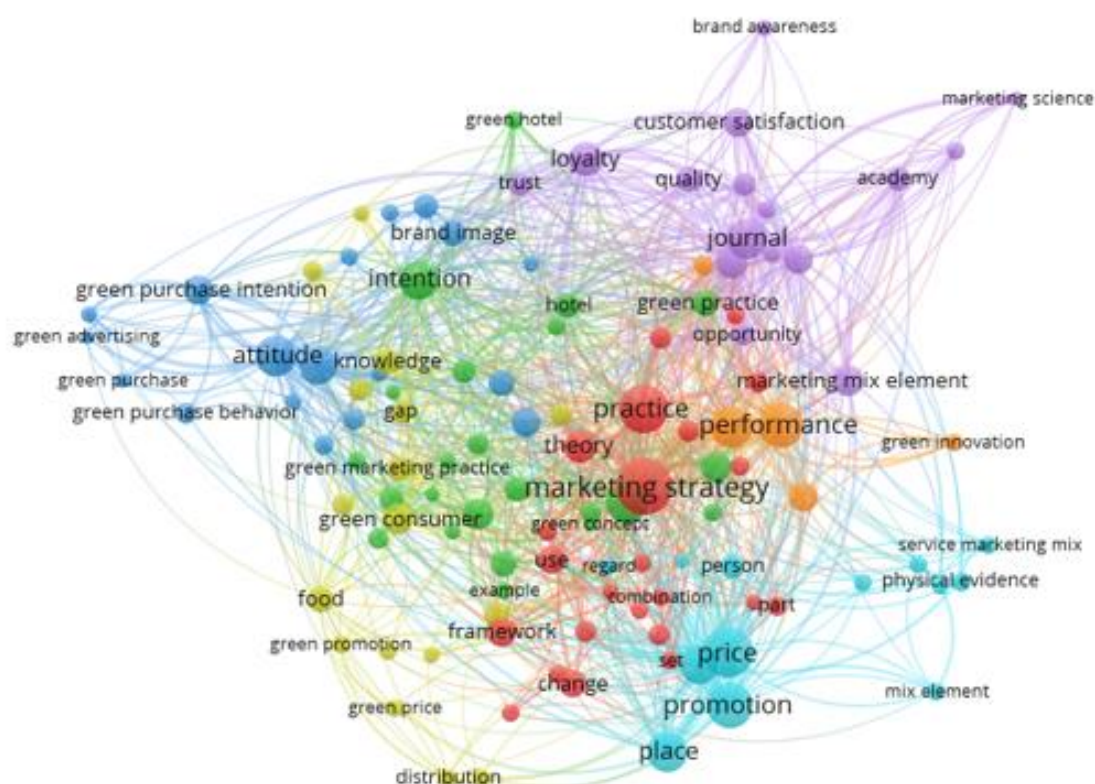 brand awareness
marketing science
green hotel
customer satisfaction
loyalty
trust
quality
academy
brand image
journal
intention
green purchase intention
hotel
green practice
green advertising
opportunity
attitude
knowledge
green purchase
marketing mix element
green purchase behavior
gap
practice
performance
theory
green innovation
green marketing practice
marketing strategy
green consumer
green concept
service marketing mix
use
regard
person
physical evidence
example
combination
food
part
framework
green promotion
price
set
change
mix element
green price
promotion
place
distribution